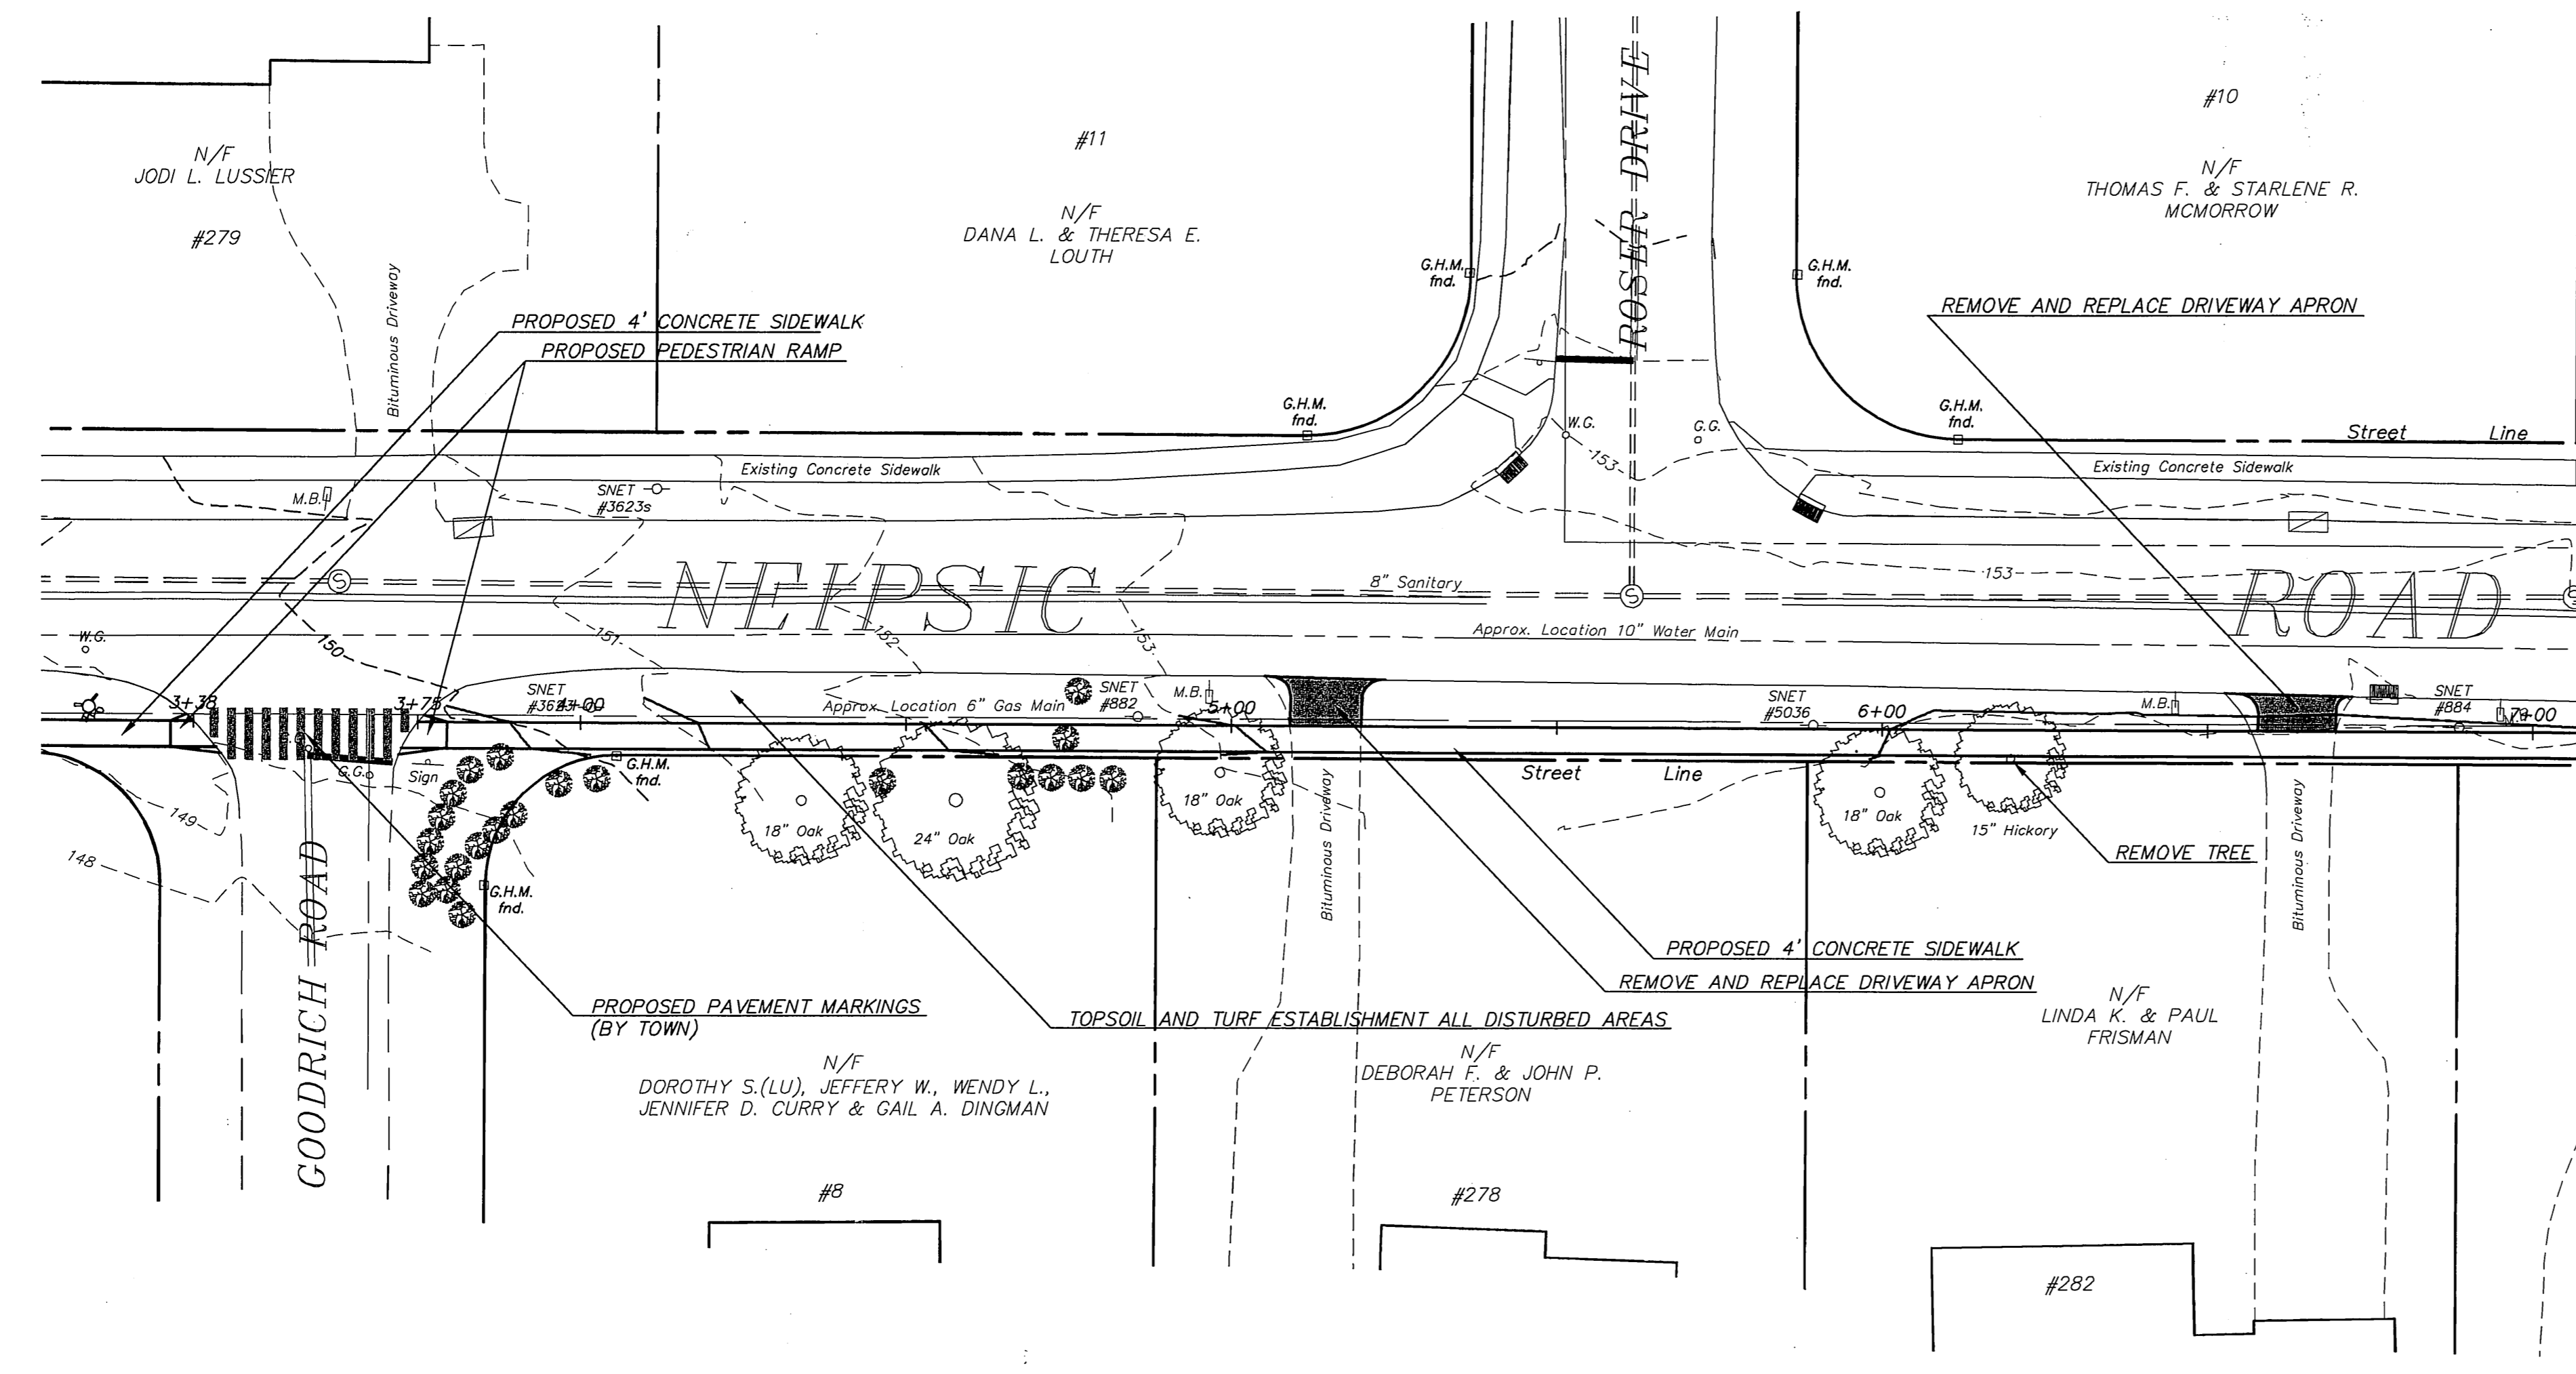 N/F
JODI L. LUSSIER
#279
Bituminous Driveway
#11
N/F
DANA L. & THERESA E.
LOUTH
ROSER DRIVE
#10
N/F
THOMAS F. & STARLENE R.
MCMORROW
G.H.M.
fnd.
G.H.M.
fnd.
PROPOSED 4' CONCRETE SIDEWALK
PROPOSED PEDESTRIAN RAMP
REMOVE AND REPLACE DRIVEWAY APRON
G.H.M.
fnd.
G.H.M.
fnd.
W.G.
G.G.
Street Line
Existing Concrete Sidewalk
Existing Concrete Sidewalk
153
M.B.
SNET
#3623s
NEIPSIC ROAD
8" Sanitary
153
Approx. Location 10" Water Main
W.G.
150
151
152
153
3+38
3+75
SNET
4+00
Approx. Location 6" Gas Main
SNET
#882
M.B.
5+00
SNET
#5036
6+00
M.B.
SNET
#884
7+00
G.G.
Sign
G.H.M.
fnd.
Street Line
149
148
18" Oak
24" Oak
18" Oak
18" Oak
15" Hickory
REMOVE TREE
Bituminous Driveway
Bituminous Driveway
G.H.M.
fnd.
GOODRICH ROAD
PROPOSED 4' CONCRETE SIDEWALK
REMOVE AND REPLACE DRIVEWAY APRON
PROPOSED PAVEMENT MARKINGS
(BY TOWN)
TOPSOIL AND TURF ESTABLISHMENT ALL DISTURBED AREAS
N/F
LINDA K. & PAUL
FRISMAN
N/F
DOROTHY S.(LU), JEFFERY W., WENDY L.,
JENNIFER D. CURRY & GAIL A. DINGMAN
N/F
DEBORAH F. & JOHN P.
PETERSON
#8
#278
#282